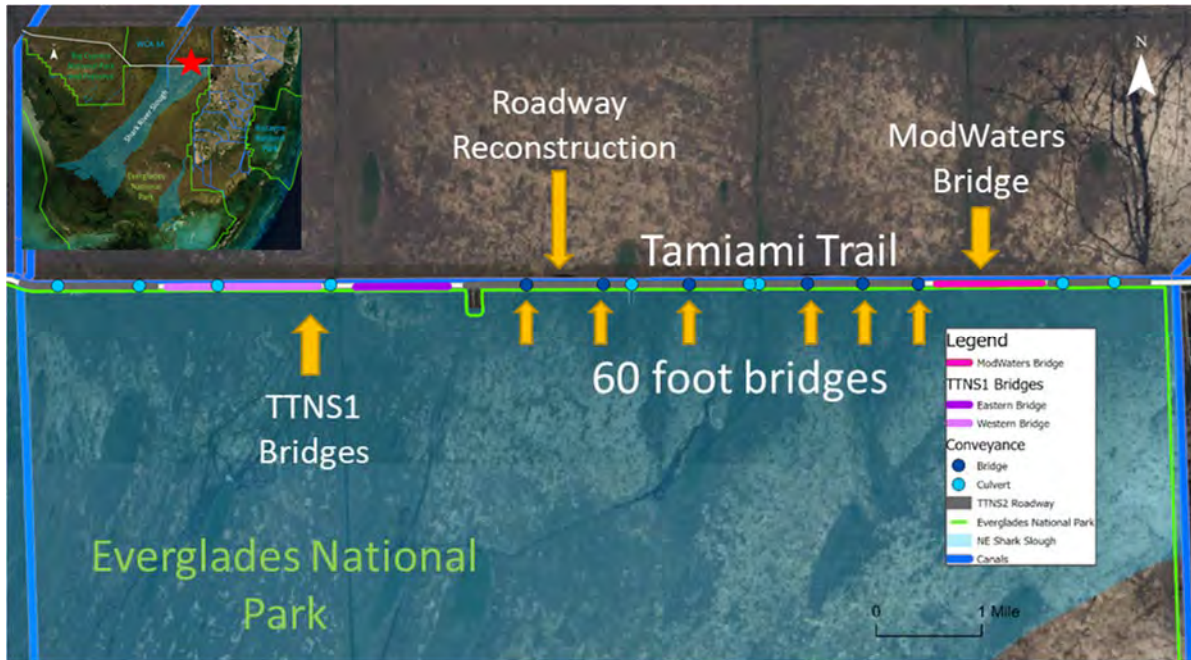 WCA 3A
Shark River Slough
Everglades
National
Park
Roadway
Reconstruction
ModWaters
Bridge
N
Tamiami Trail
60 foot bridges
TTNS1
Bridges
Everglades National
Park
Legend
ModWaters Bridge
TTNS1 Bridges
Eastern Bridge
Western Bridge
Conveyance
Bridge
Culvert
TTNS2 Roadway
Everglades National Park
NE Shark Slough
Canals
0
1 Mile